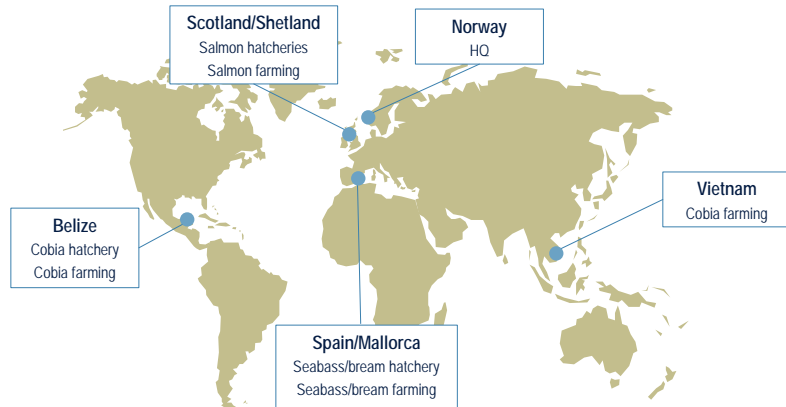 Scotland/Shetland
Salmon hatcheries
Salmon farming
Norway
HQ
Vietnam
Cobia farming
Belize
Cobia hatchery
Cobia farming
Spain/Mallorca
Seabass/bream hatchery
Seabass/bream farming